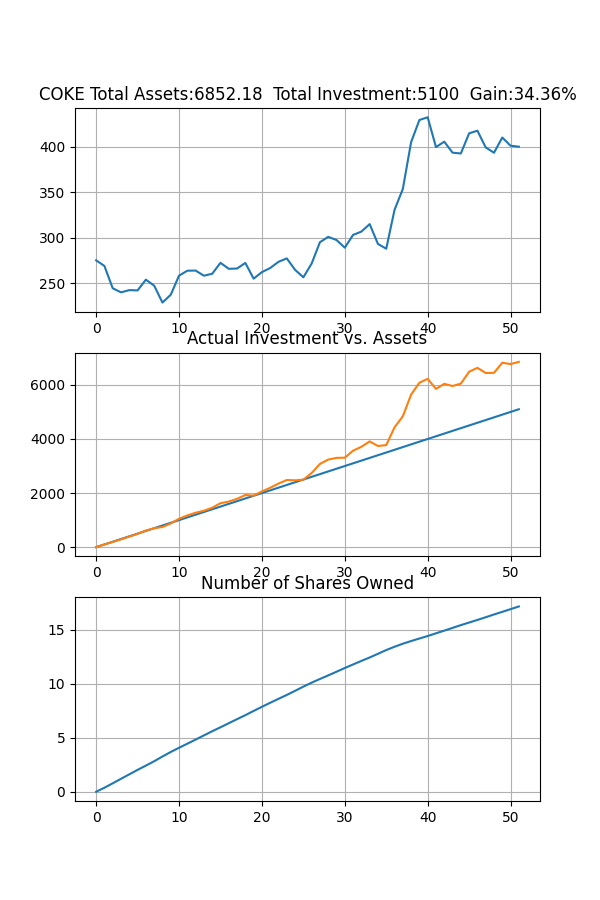 COKE Total Assets:6852.18  Total Investment:5100  Gain:34.36%
400
350
300
250
0 10 20 30 40 50
Actual Investment vs. Assets
6000
4000
2000
0
0 10 20 30 40 50
Number of Shares Owned
15
10
5
0
0 10 20 30 40 50